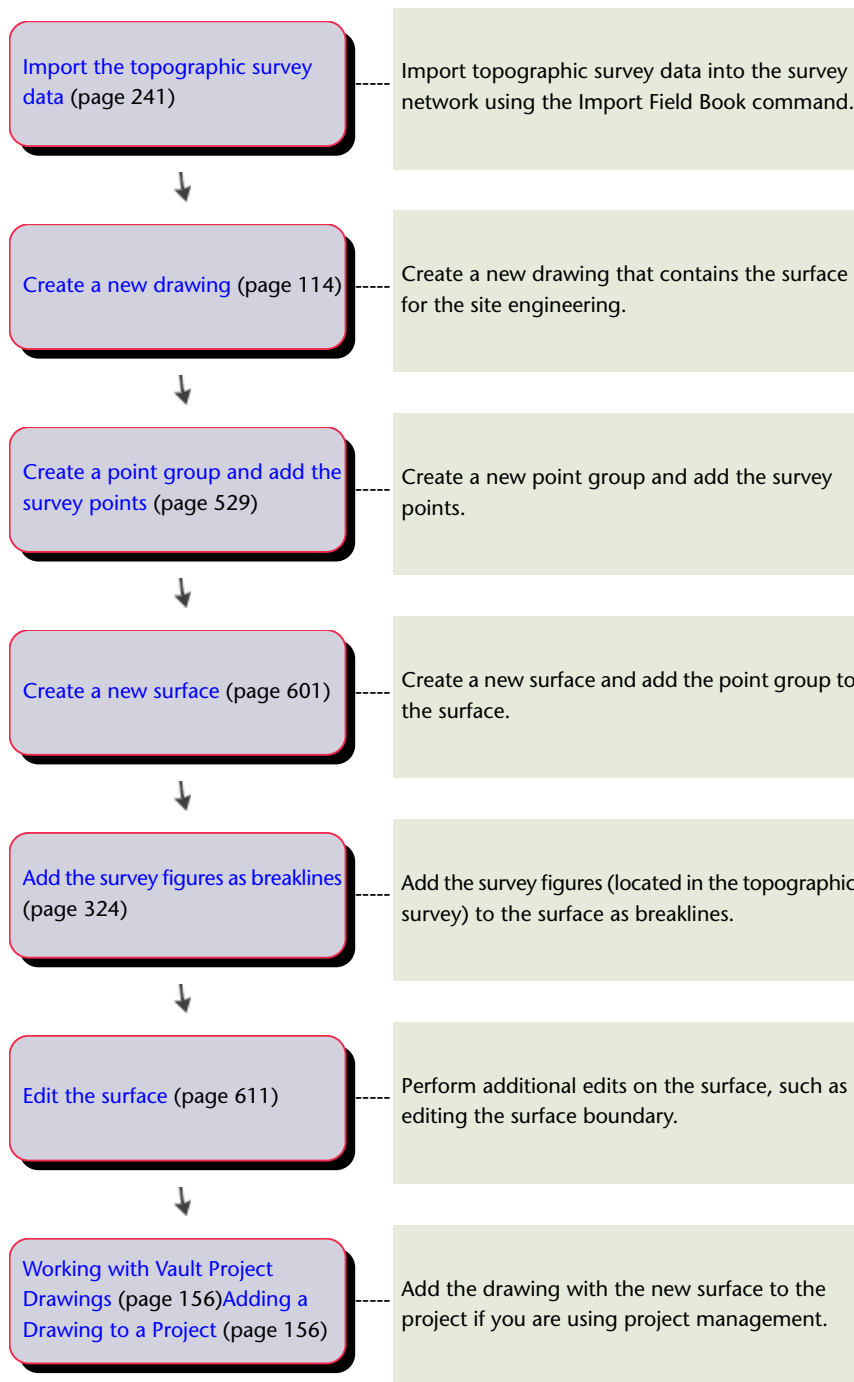 Import the topographic survey
data (page 241)
Import topographic survey data into the survey
network using the Import Field Book command.
Create a new drawing (page 114)
Create a new drawing that contains the surface
for the site engineering.
Create a point group and add the
survey points (page 529)
Create a new point group and add the survey
points.
Create a new surface (page 601)
Create a new surface and add the point group to
the surface.
Add the survey figures as breaklines
(page 324)
Add the survey figures (located in the topographic
survey) to the surface as breaklines.
Edit the surface (page 611)
Perform additional edits on the surface, such as
editing the surface boundary.
Working with Vault Project
Drawings (page 156)Adding a
Drawing to a Project (page 156)
Add the drawing with the new surface to the
project if you are using project management.